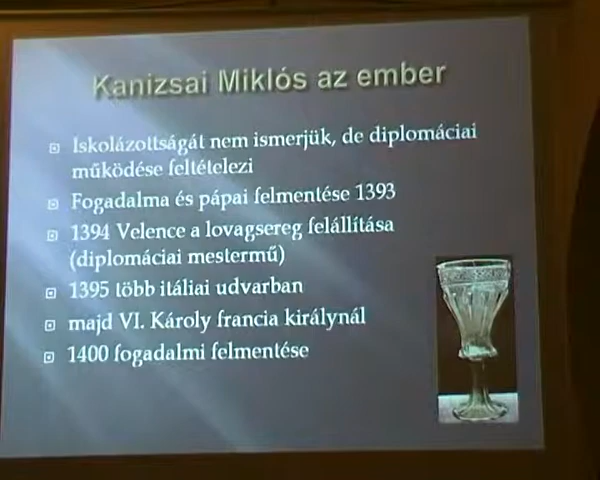 Kanizsai Miklós az ember
Iskolázottságát nem ismerjük, de diplomáciai
működése feltételezi
Fogadalma és pápai felmentése 1393
1394 Velence a lovagsereg felállítása
(diplomáciai mestermű)
1395 több itáliai udvarban
majd VI. Károly francia királynál
1400 fogadalmi felmentése